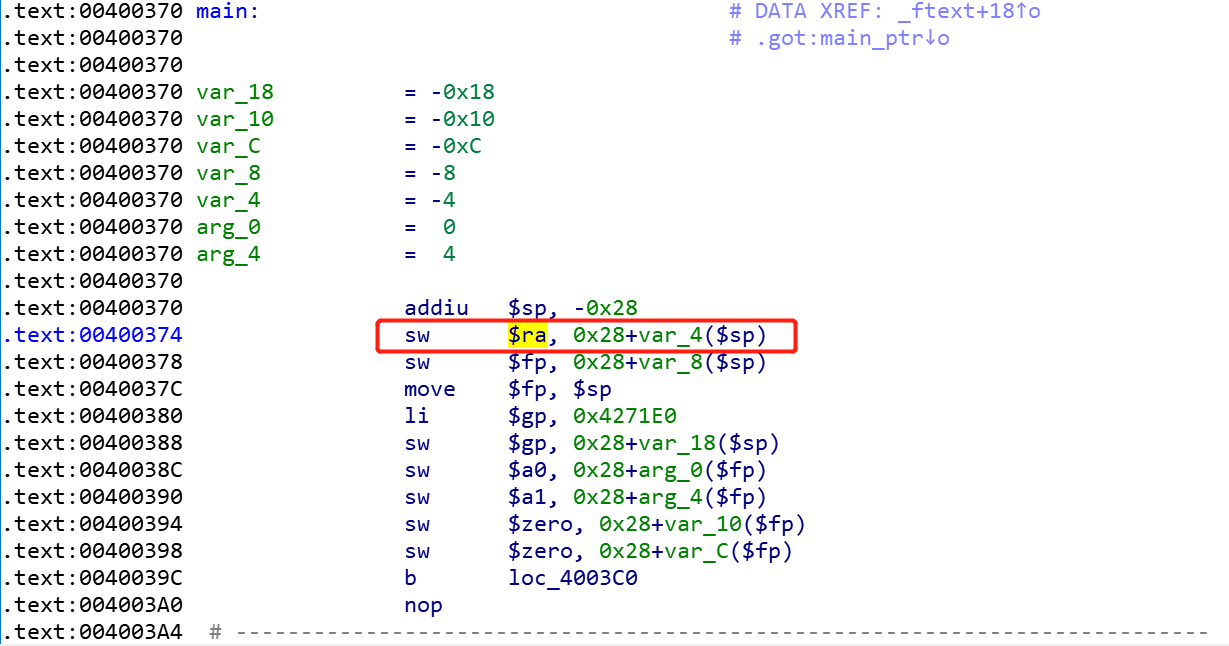 .text:00400370 main:                                    # DATA XREF: _ftext+18↑o
.text:00400370                                          # .got:main_ptr↓o
.text:00400370
.text:00400370 var_18          = -0x18
.text:00400370 var_10          = -0x10
.text:00400370 var_C           = -0xC
.text:00400370 var_8           = -8
.text:00400370 var_4           = -4
.text:00400370 arg_0           =  0
.text:00400370 arg_4           =  4
.text:00400370
.text:00400370                 addiu   $sp, -0x28
.text:00400374                 sw      $ra, 0x28+var_4($sp)
.text:00400378                 sw      $fp, 0x28+var_8($sp)
.text:0040037C                 move    $fp, $sp
.text:00400380                 li      $gp, 0x4271E0
.text:00400388                 sw      $gp, 0x28+var_18($sp)
.text:0040038C                 sw      $a0, 0x28+arg_0($fp)
.text:00400390                 sw      $a1, 0x28+arg_4($fp)
.text:00400394                 sw      $zero, 0x28+var_10($fp)
.text:00400398                 sw      $zero, 0x28+var_C($fp)
.text:0040039C                 b       loc_4003C0
.text:004003A0                 nop
.text:004003A4  # ---------------------------------------------------------------------------